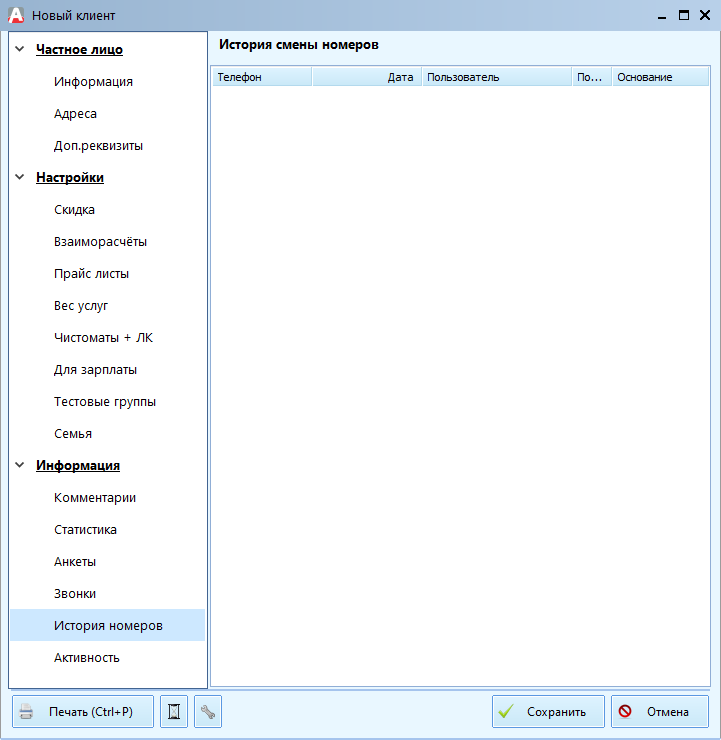 Новый клиент
Частное лицо
Информация
Адреса
Доп.реквизиты
Настройки
Скидка
Взаиморасчёты
Прайс листы
Вес услуг
Чистоматы + ЛК
Для зарплаты
Тестовые группы
Семья
Информация
Комментарии
Статистика
Анкеты
Звонки
История номеров
Активность
История смены номеров
Телефон Дата Пользователь По... Основание
Печать (Ctrl+P) Сохранить Отмена